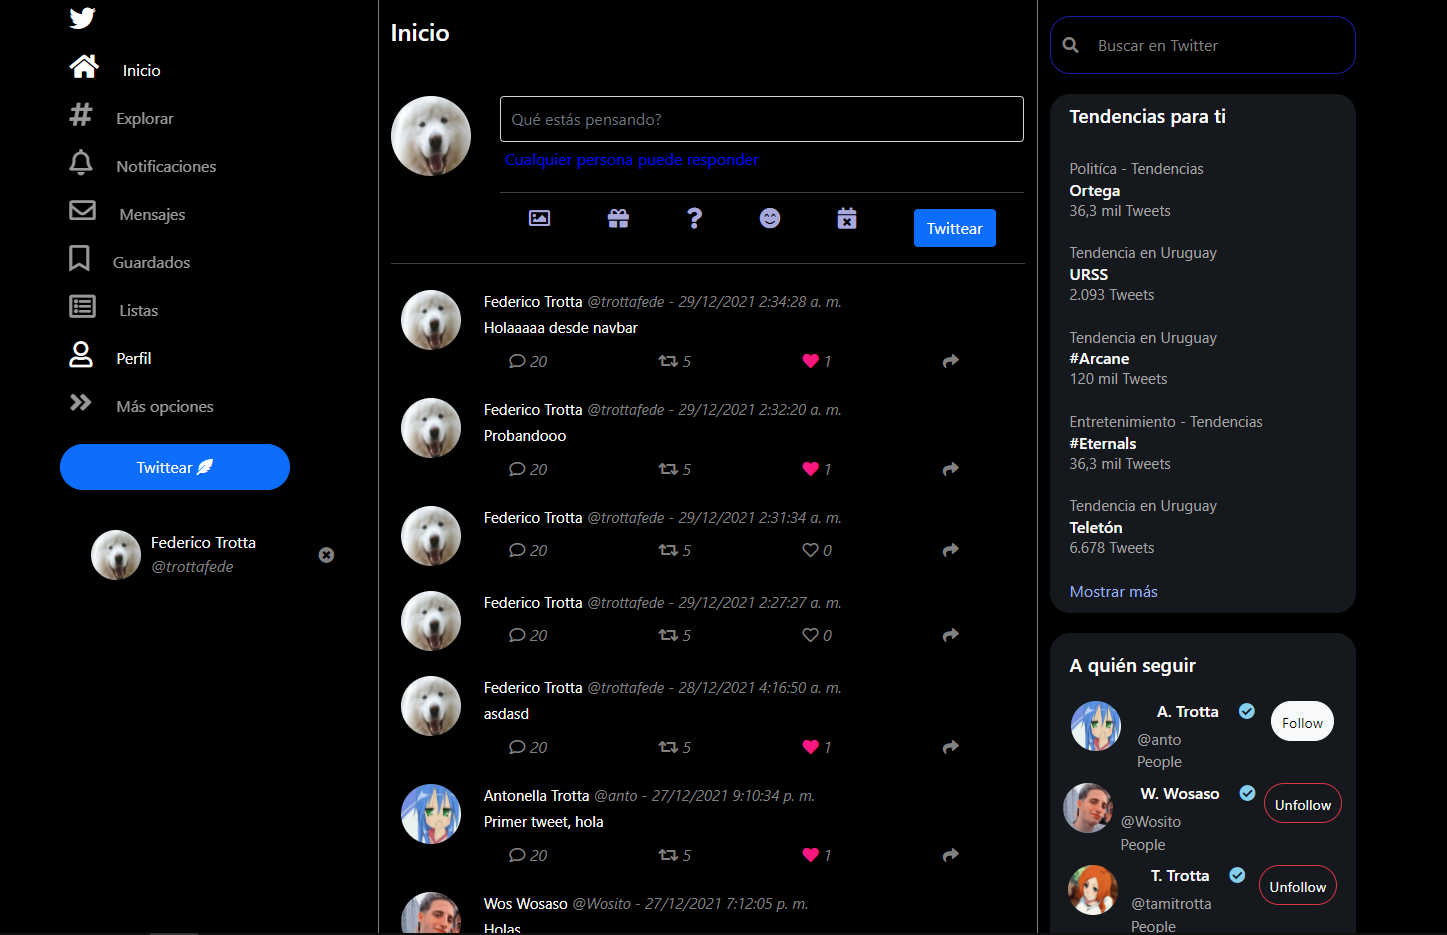 Inicio
Explorar
Notificaciones
Mensajes
Guardados
Listas
Perfil
Más opciones
Twittear
Federico Trotta
@trottafede
Inicio
Qué estás pensando?
Cualquier persona puede responder
Twittear
Federico Trotta @trottafede - 29/12/2021 2:34:28 a. m.
Holaaaaa desde navbar
20 5 1
Federico Trotta @trottafede - 29/12/2021 2:32:20 a. m.
Probandooo
20 5 1
Federico Trotta @trottafede - 29/12/2021 2:31:34 a. m.
20 5 0
Federico Trotta @trottafede - 29/12/2021 2:27:27 a. m.
20 5 0
Federico Trotta @trottafede - 28/12/2021 4:16:50 a. m.
asdasd
20 5 1
Antonella Trotta @anto - 27/12/2021 9:10:34 p. m.
Primer tweet, hola
20 5 1
Wos Wosaso @Wosito - 27/12/2021 7:12:05 p. m.
Holas
Buscar en Twitter
Tendencias para ti
Politíca - Tendencias
Ortega
36,3 mil Tweets
Tendencia en Uruguay
URSS
2.093 Tweets
Tendencia en Uruguay
#Arcane
120 mil Tweets
Entretenimiento - Tendencias
#Eternals
36,3 mil Tweets
Tendencia en Uruguay
Teletón
6.678 Tweets
Mostrar más
A quién seguir
A. Trotta
@anto
People
Follow
W. Wosaso
@Wosito
People
Unfollow
T. Trotta
@tamitrotta
People
Unfollow